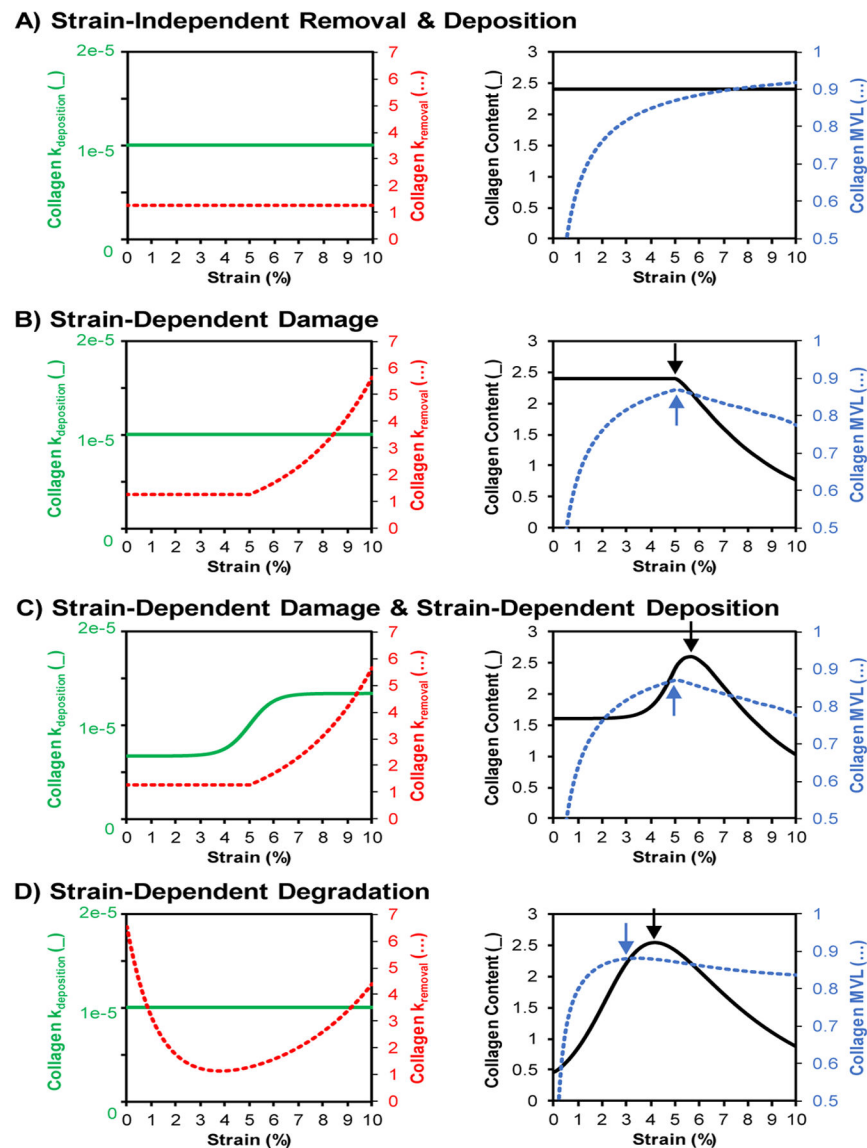 A) Strain-Independent Removal & Deposition
Collagen k_deposition (_)
2e-5
1e-5
0
7
6
5
4
3
2
1
0
Collagen k_removal (...)
0 1 2 3 4 5 6 7 8 9 10
Strain (%)
Collagen Content (_)
3
2.5
2
1.5
1
0.5
0
1
0.9
0.8
0.7
0.6
0.5
Collagen MVL (...)
0 1 2 3 4 5 6 7 8 9 10
Strain (%)
B) Strain-Dependent Damage
Collagen k_deposition (_)
2e-5
1e-5
0
7
6
5
4
3
2
1
0
Collagen k_removal (...)
0 1 2 3 4 5 6 7 8 9 10
Strain (%)
Collagen Content (_)
3
2.5
2
1.5
1
0.5
0
1
0.9
0.8
0.7
0.6
0.5
Collagen MVL (...)
0 1 2 3 4 5 6 7 8 9 10
Strain (%)
C) Strain-Dependent Damage & Strain-Dependent Deposition
Collagen k_deposition (_)
2e-5
1e-5
0
7
6
5
4
3
2
1
0
Collagen k_removal (...)
0 1 2 3 4 5 6 7 8 9 10
Strain (%)
Collagen Content (_)
3
2.5
2
1.5
1
0.5
0
1
0.9
0.8
0.7
0.6
0.5
Collagen MVL (...)
0 1 2 3 4 5 6 7 8 9 10
Strain (%)
D) Strain-Dependent Degradation
Collagen k_deposition (_)
2e-5
1e-5
0
7
6
5
4
3
2
1
0
Collagen k_removal (...)
0 1 2 3 4 5 6 7 8 9 10
Strain (%)
Collagen Content (_)
3
2.5
2
1.5
1
0.5
0
1
0.9
0.8
0.7
0.6
0.5
Collagen MVL (...)
0 1 2 3 4 5 6 7 8 9 10
Strain (%)